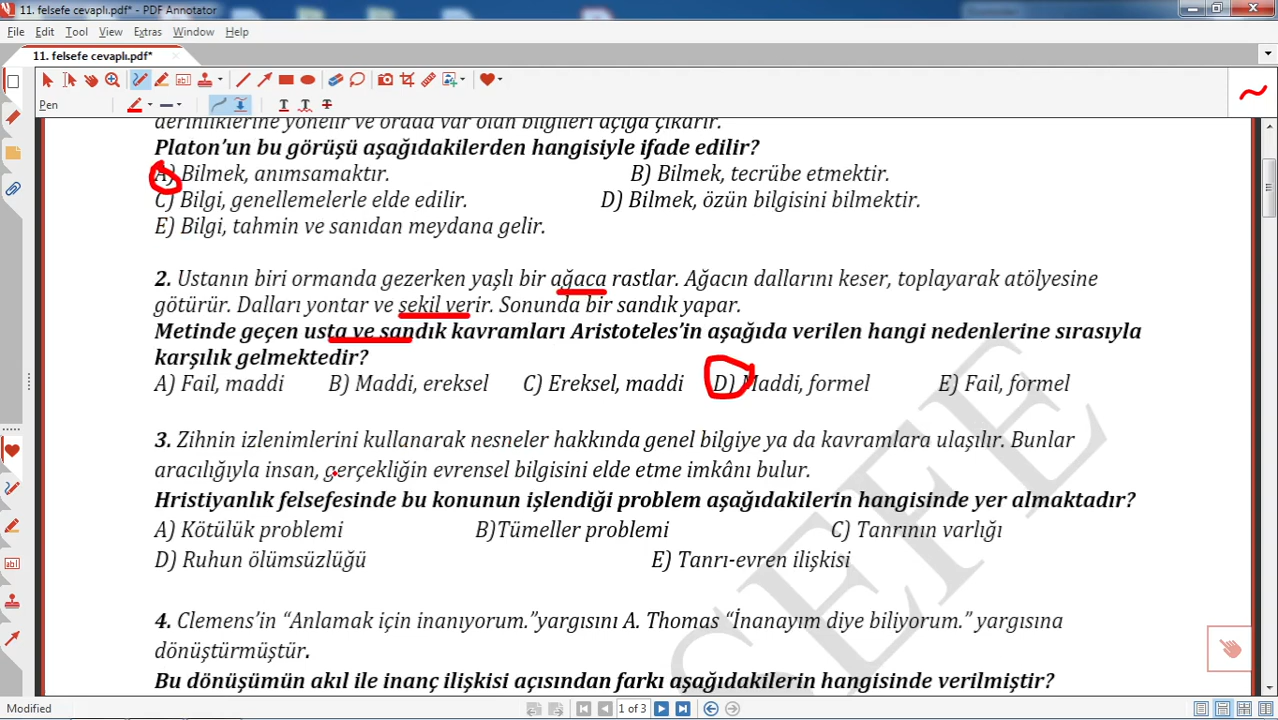 11. felsefe cevaplı.pdf* - PDF Annotator
File Edit Tool View Extras Window Help
11. felsefe cevaplı.pdf*
Pen
derinliklerine yönelir ve orada var olan bilgileri açığa çıkarır.
Platon’un bu görüşü aşağıdakilerden hangisiyle ifade edilir?
A) Bilmek, anımsamaktır. B) Bilmek, tecrübe etmektir.
C) Bilgi, genellemelerle elde edilir. D) Bilmek, özün bilgisini bilmektir.
E) Bilgi, tahmin ve sanıdan meydana gelir.
2. Ustanın biri ormanda gezerken yaşlı bir ağaca rastlar. Ağacın dallarını keser, toplayarak atölyesine
götürür. Dalları yontar ve şekil verir. Sonunda bir sandık yapar.
Metinde geçen usta ve sandık kavramları Aristoteles’in aşağıda verilen hangi nedenlerine sırasıyla
karşılık gelmektedir?
A) Fail, maddi B) Maddi, ereksel C) Ereksel, maddi D) Maddi, formel E) Fail, formel
3. Zihnin izlenimlerini kullanarak nesneler hakkında genel bilgiye ya da kavramlara ulaşılır. Bunlar
aracılığıyla insan, gerçekliğin evrensel bilgisini elde etme imkânı bulur.
Hristiyanlık felsefesinde bu konunun işlendiği problem aşağıdakilerin hangisinde yer almaktadır?
A) Kötülük problemi B)Tümeller problemi C) Tanrının varlığı
D) Ruhun ölümsüzlüğü E) Tanrı-evren ilişkisi
4. Clemens’in “Anlamak için inanıyorum.”yargısını A. Thomas “İnanayım diye biliyorum.” yargısına
dönüştürmüştür.
Bu dönüşümün akıl ile inanç ilişkisi açısından farkı aşağıdakilerin hangisinde verilmiştir?
Modified 1 of 3